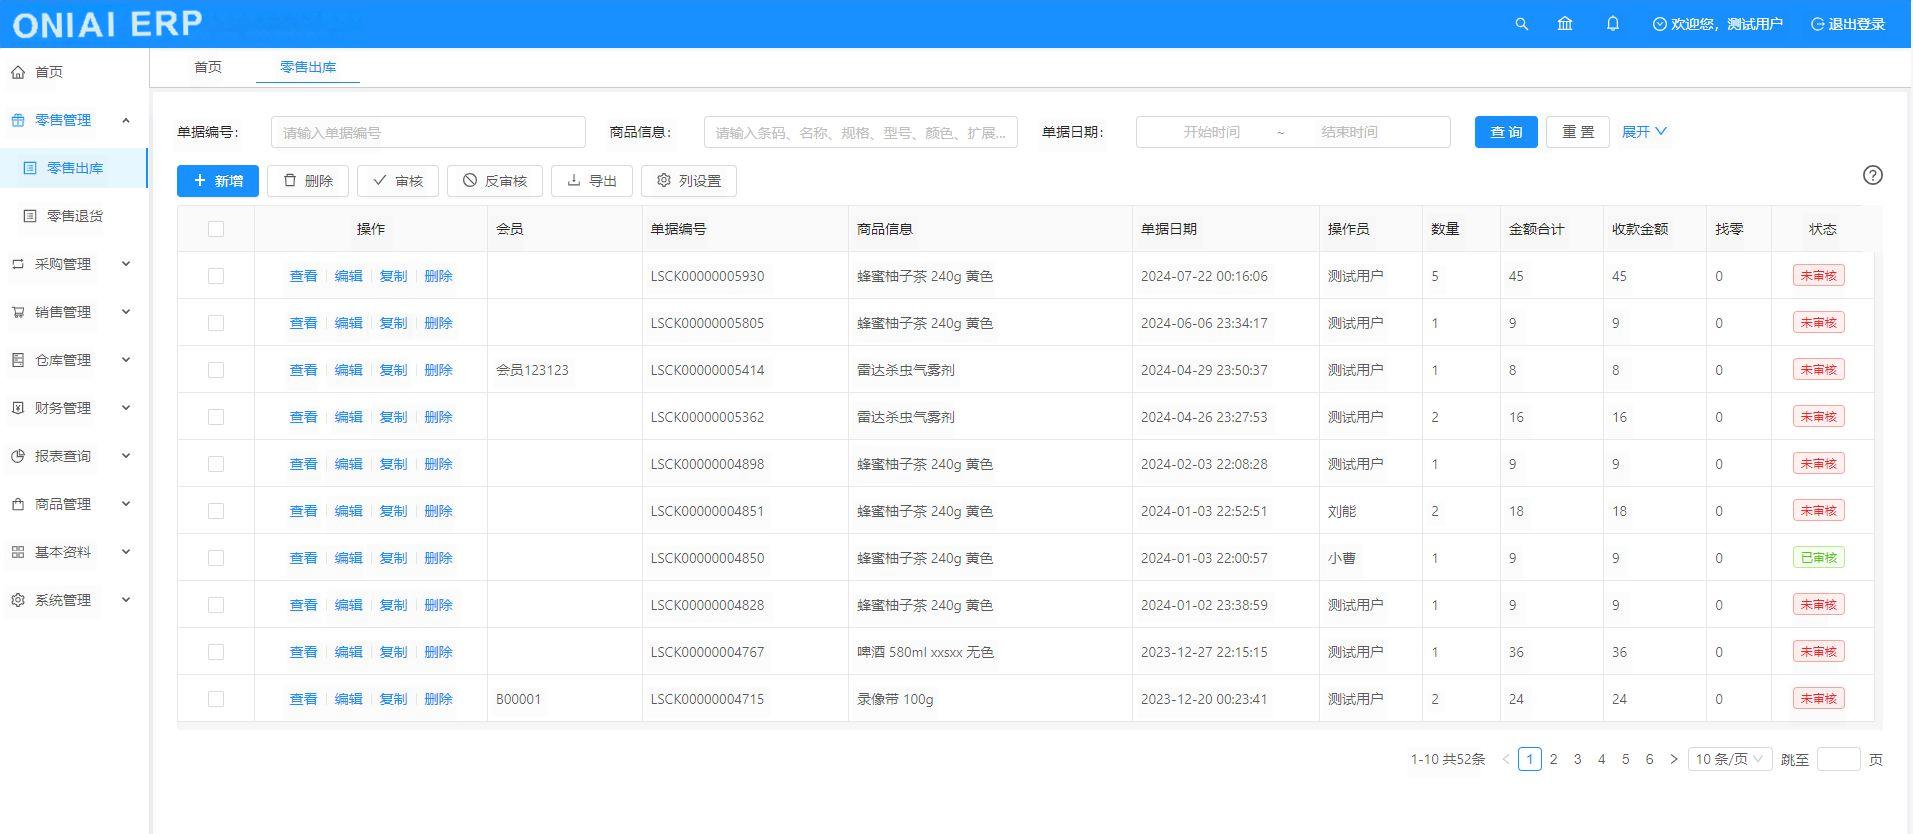 ONIAI ERP
欢迎您，测试用户 退出登录
首页 零售出库
首页
零售管理
零售出库
零售退货
采购管理
销售管理
仓库管理
财务管理
报表查询
商品管理
基本资料
系统管理
单据编号： 请输入单据编号 商品信息： 请输入条码、名称、规格、型号、颜色、扩展... 单据日期： 开始时间 ~ 结束时间 查询 重置 展开
新增 删除 审核 反审核 导出 列设置
操作 会员 单据编号 商品信息 单据日期 操作员 数量 金额合计 收款金额 找零 状态
查看 编辑 复制 删除 LSCK00000005930 蜂蜜柚子茶 240g 黄色 2024-07-22 00:16:06 测试用户 5 45 45 0 未审核
查看 编辑 复制 删除 LSCK00000005805 蜂蜜柚子茶 240g 黄色 2024-06-06 23:34:17 测试用户 1 9 9 0 未审核
查看 编辑 复制 删除 会员123123 LSCK00000005414 雷达杀虫气雾剂 2024-04-29 23:50:37 测试用户 1 8 8 0 未审核
查看 编辑 复制 删除 LSCK00000005362 雷达杀虫气雾剂 2024-04-26 23:27:53 测试用户 2 16 16 0 未审核
查看 编辑 复制 删除 LSCK00000004898 蜂蜜柚子茶 240g 黄色 2024-02-03 22:08:28 测试用户 1 9 9 0 未审核
查看 编辑 复制 删除 LSCK00000004851 蜂蜜柚子茶 240g 黄色 2024-01-03 22:52:51 刘能 2 18 18 0 未审核
查看 编辑 复制 删除 LSCK00000004850 蜂蜜柚子茶 240g 黄色 2024-01-03 22:00:57 小曹 1 9 9 0 已审核
查看 编辑 复制 删除 LSCK00000004828 蜂蜜柚子茶 240g 黄色 2024-01-02 23:38:59 测试用户 1 9 9 0 未审核
查看 编辑 复制 删除 LSCK00000004767 啤酒 580ml xxsxx 无色 2023-12-27 22:15:15 测试用户 1 36 36 0 未审核
查看 编辑 复制 删除 B00001 LSCK00000004715 录像带 100g 2023-12-20 00:23:41 测试用户 2 24 24 0 未审核
1-10 共52条 < 1 2 3 4 5 6 > 10 条/页 跳至 页